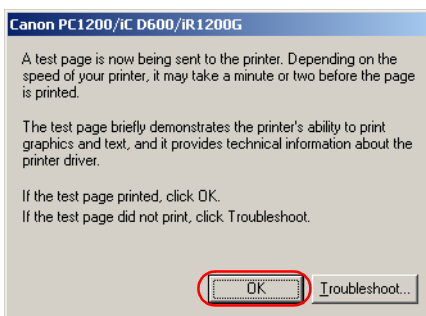 Canon PC1200/iC D600/iR1200G
A test page is now being sent to the printer. Depending on the
speed of your printer, it may take a minute or two before the page
is printed.
The test page briefly demonstrates the printer's ability to print
graphics and text, and it provides technical information about the
printer driver.
If the test page printed, click OK.
If the test page did not print, click Troubleshoot.
OK Troubleshoot...